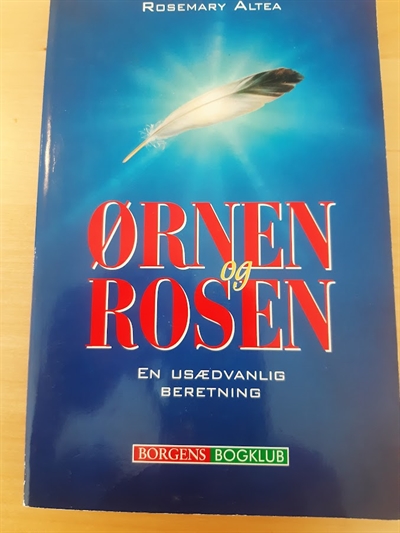 ROSEMARY ALTEA
ØRNEN
og
ROSEN
EN USÆDVANLIG
BERETNING
BORGENS BOGKLUB